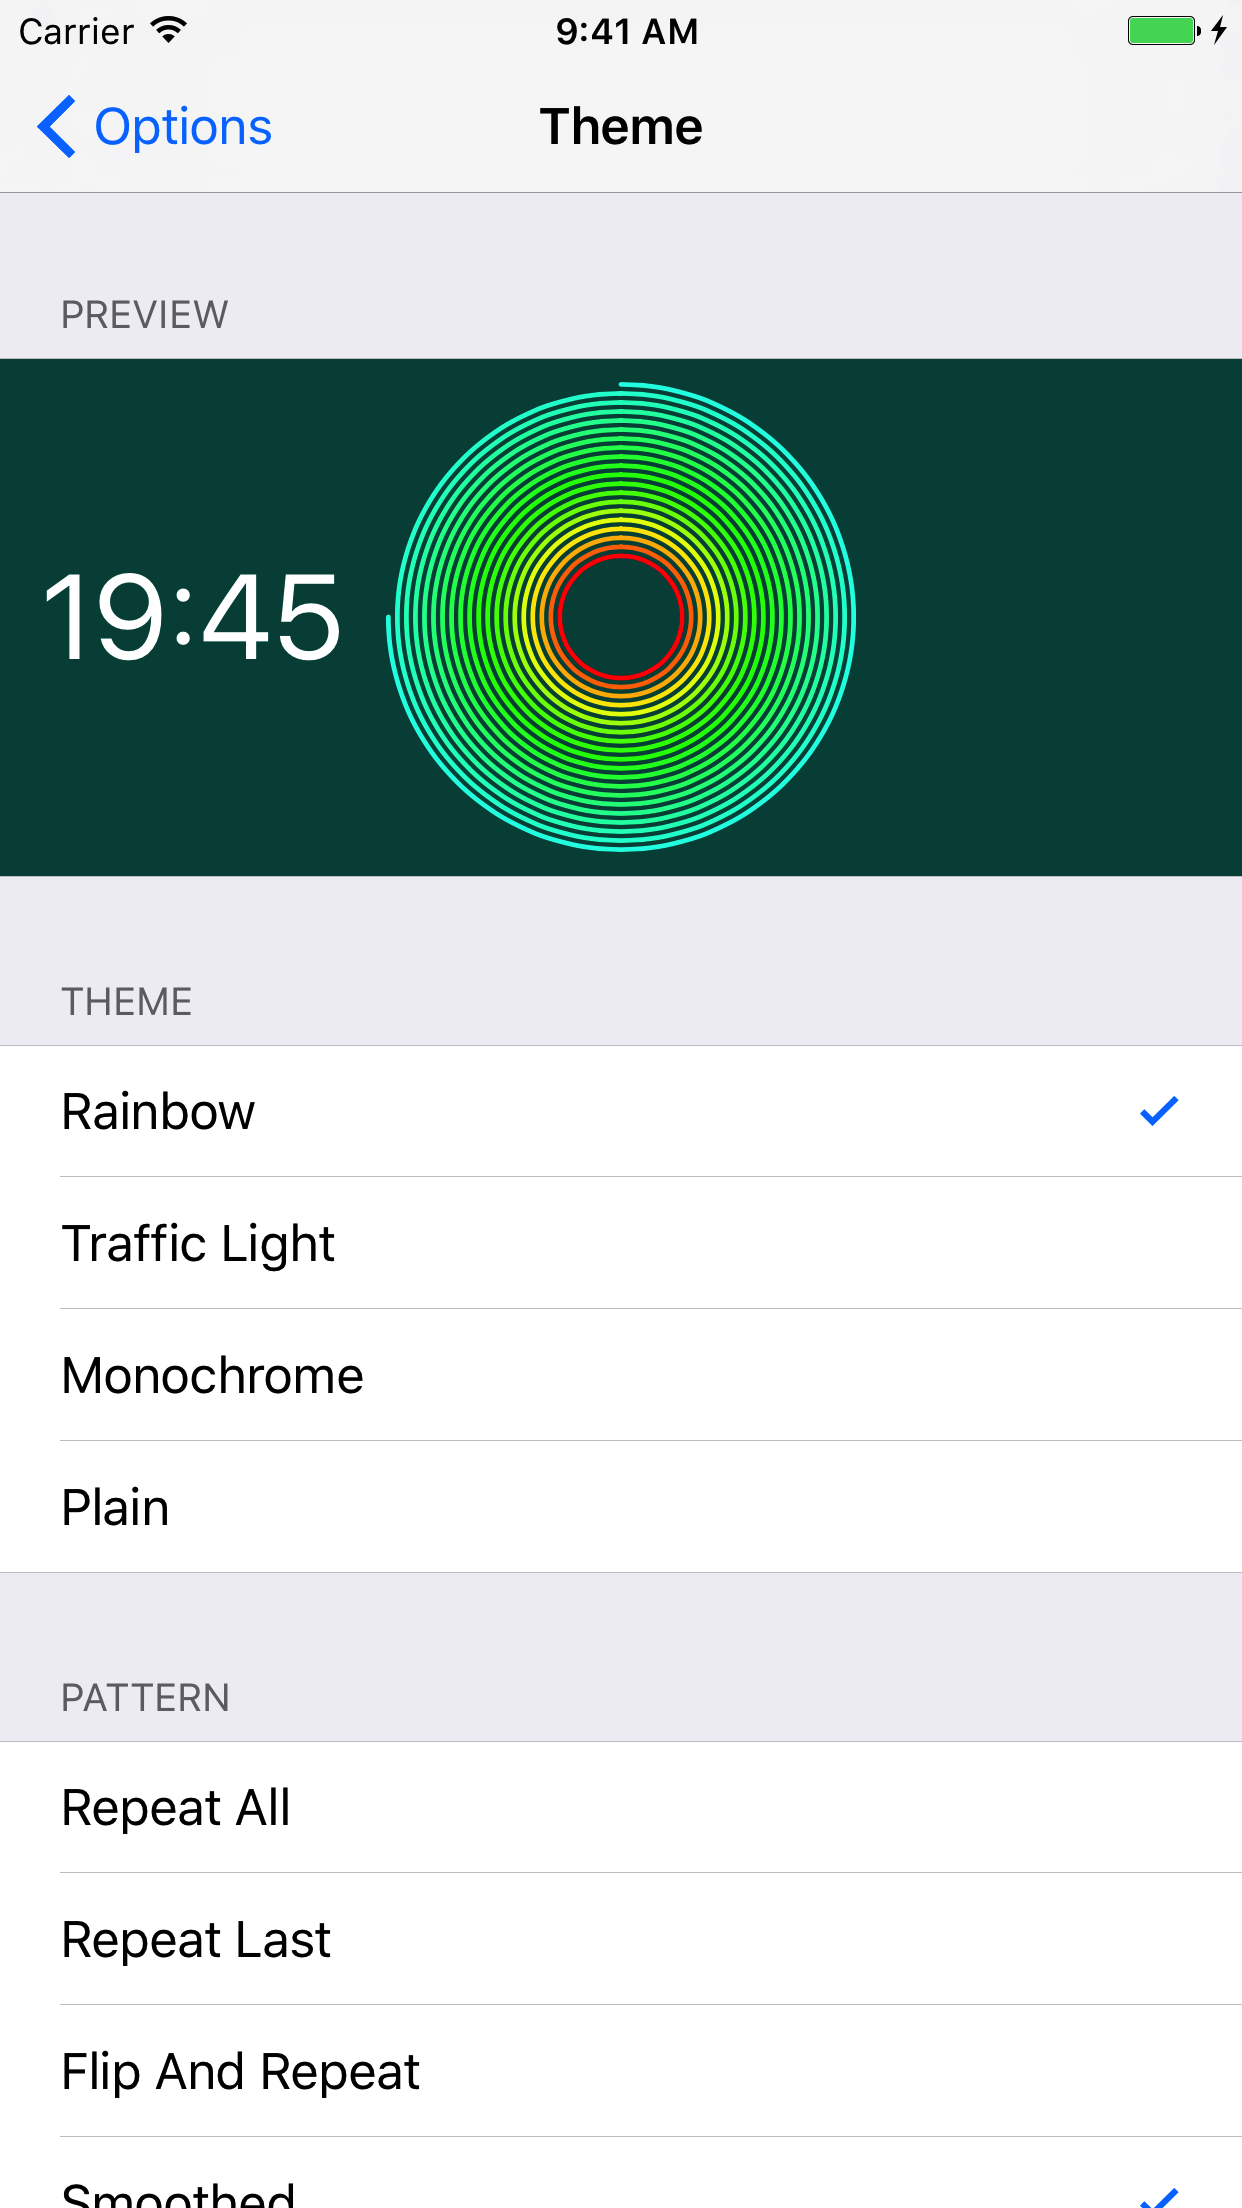 Carrier 9:41 AM
Options Theme
PREVIEW
19:45
THEME
Rainbow
Traffic Light
Monochrome
Plain
PATTERN
Repeat All
Repeat Last
Flip And Repeat
Smoothed